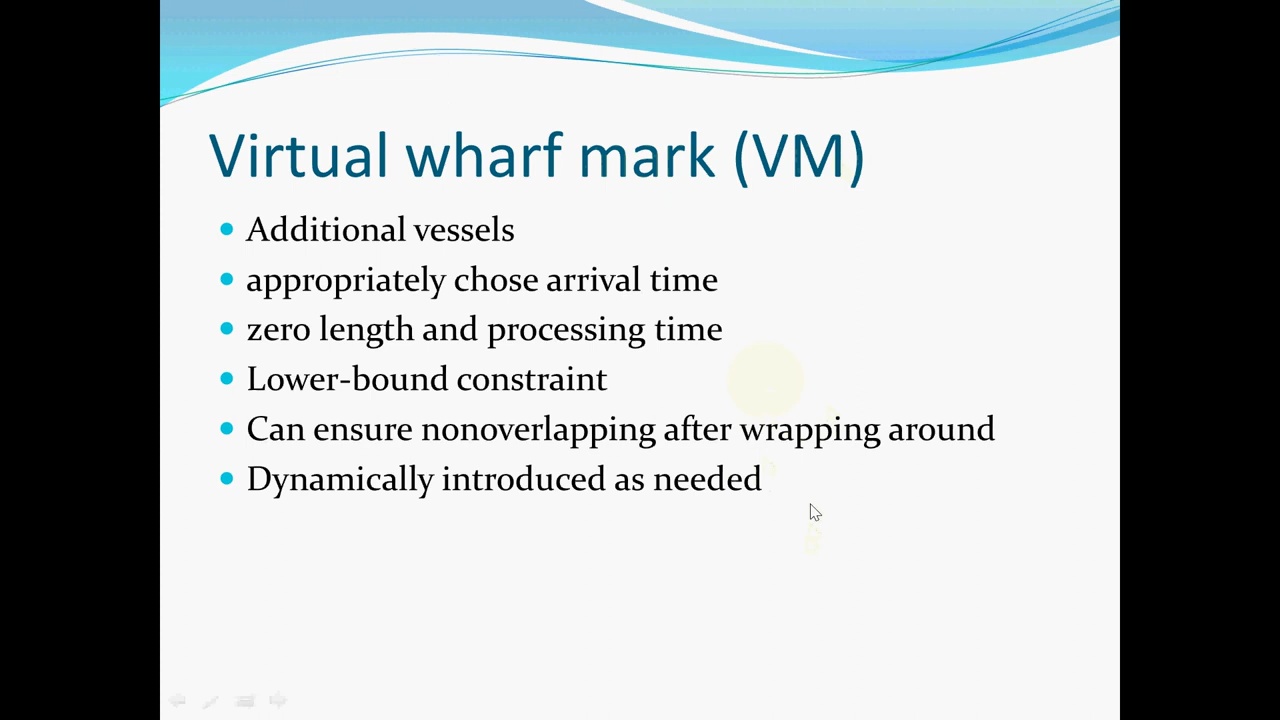 Virtual wharf mark (VM)
Additional vessels
appropriately chose arrival time
zero length and processing time
Lower-bound constraint
Can ensure nonoverlapping after wrapping around
Dynamically introduced as needed